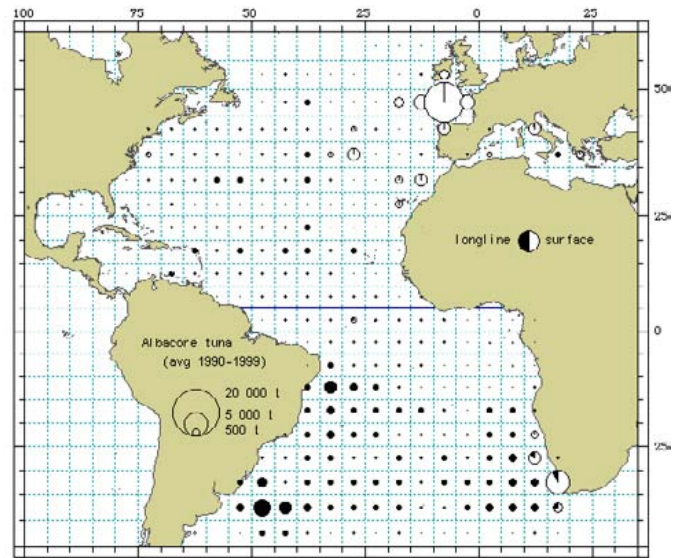 100 75 50 25 0 25
50
25
0
25
longline surface
Albacore tuna
(avg 1990-1999)
20 000 t
5 000 t
500 t